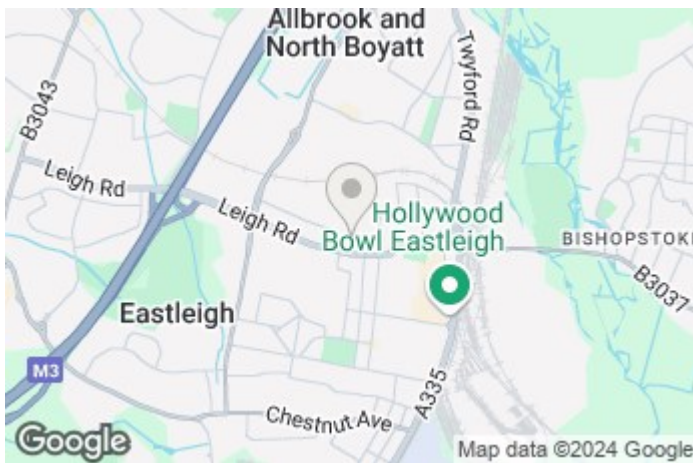 Allbrook and
North Boyatt
Twyford Rd
B3043
Leigh Rd
Leigh Rd
Hollywood
Bowl Eastleigh
BISHOPSTOKE
B3037
Eastleigh
M3
A335
Chestnut Ave
Google
Map data ©2024 Google